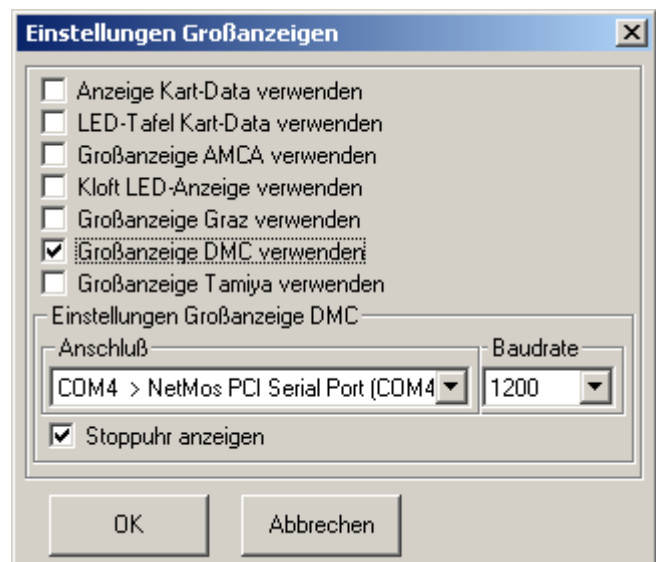 Einstellungen Großanzeigen
Anzeige Kart-Data verwenden
LED-Tafel Kart-Data verwenden
Großanzeige AMCA verwenden
Kloft LED-Anzeige verwenden
Großanzeige Graz verwenden
Großanzeige DMC verwenden
Großanzeige Tamiya verwenden
Einstellungen Großanzeige DMC
Anschluß Baudrate
COM4 > NetMos PCI Serial Port (COM4 1200
Stoppuhr anzeigen
OK Abbrechen